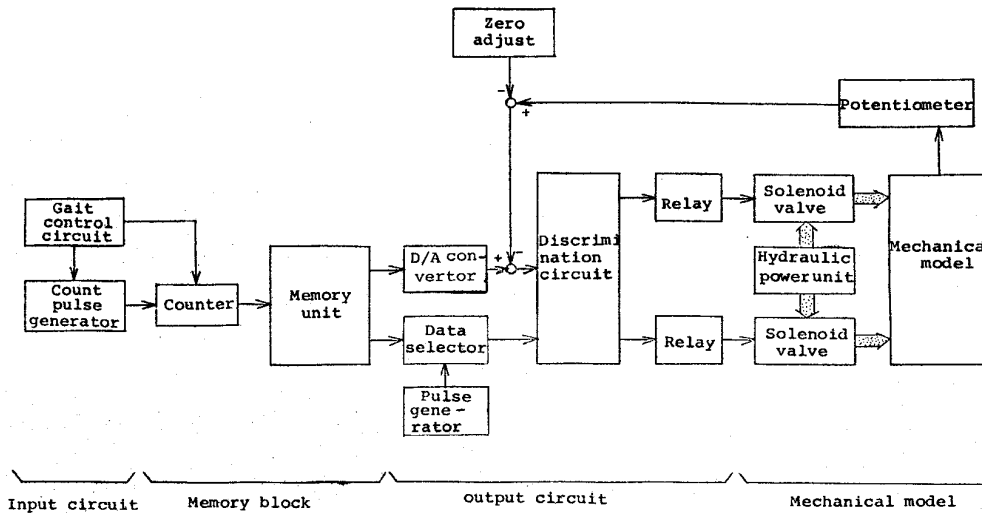 Zero
adjust
-
+
Potentiometer
Gait
control
circuit
Count
pulse
generator
Counter
Memory
unit
D/A con-
vertor
+
-
Data
selector
Pulse
gene-
rator
Discrimi
nation
circuit
Relay
Relay
Solenoid
valve
Hydraulic
powerunit
Solenoid
valve
Mechanical
model
Input circuit
Memory block
output circuit
Mechanical model